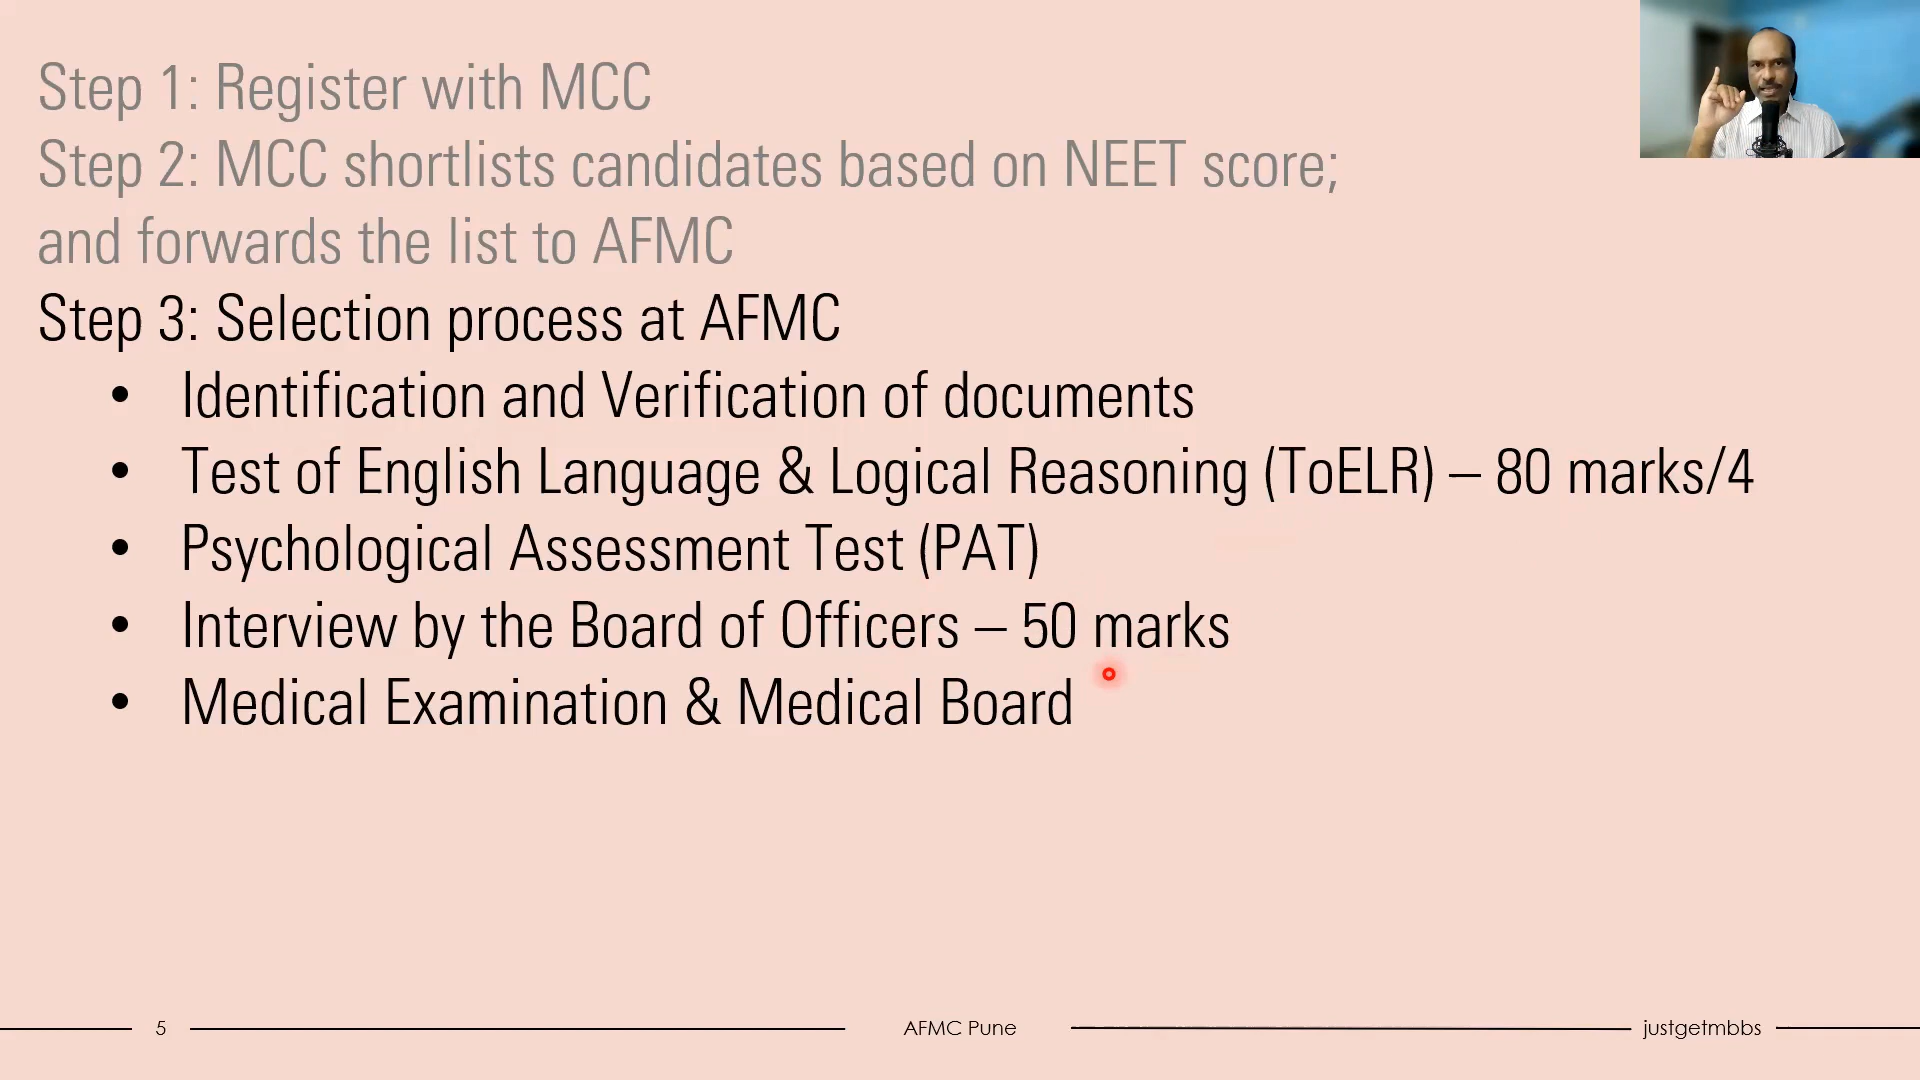 Step 1: Register with MCC
Step 2: MCC shortlists candidates based on NEET score;
and forwards the list to AFMC
Step 3: Selection process at AFMC
• Identification and Verification of documents
• Test of English Language & Logical Reasoning (ToELR) – 80 marks/4
• Psychological Assessment Test (PAT)
• Interview by the Board of Officers – 50 marks
• Medical Examination & Medical Board
5 AFMC Pune justgetmbbs